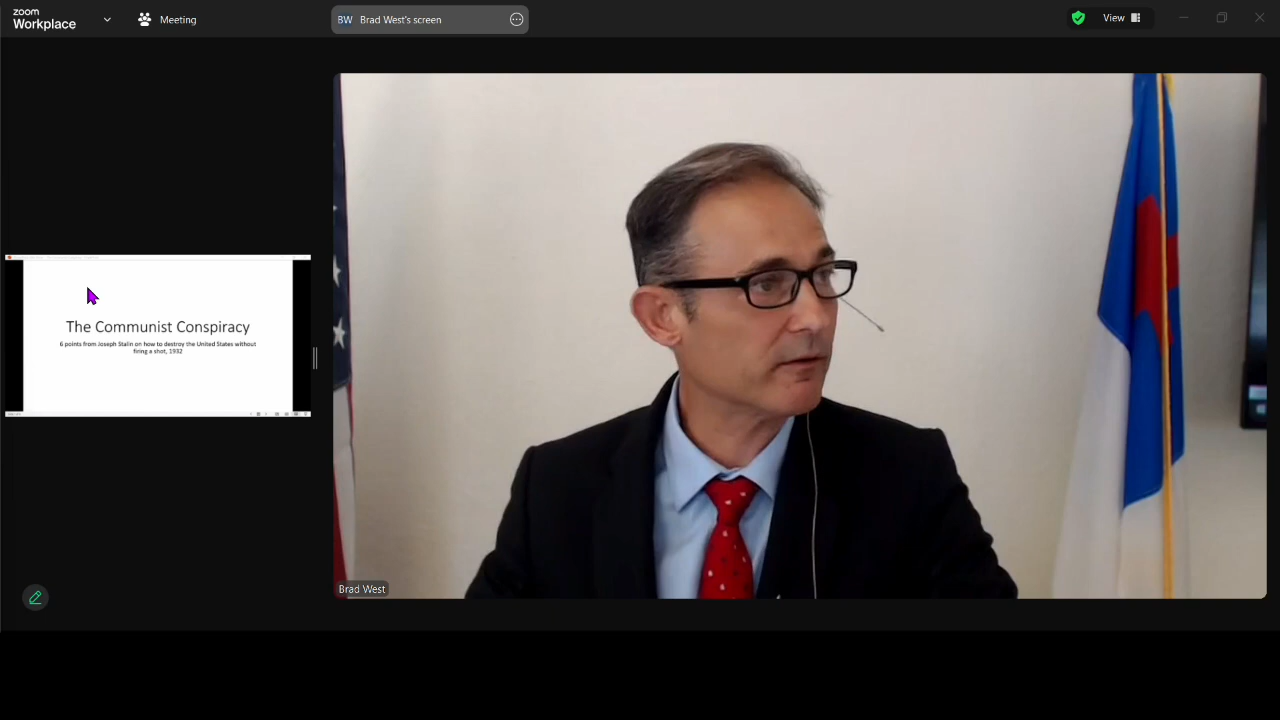 zoom
Workplace
Meeting
BW Brad West's screen
View
The Communist Conspiracy
6 points from Joseph Stalin on how to destroy the United States without
firing a shot, 1932
Brad West